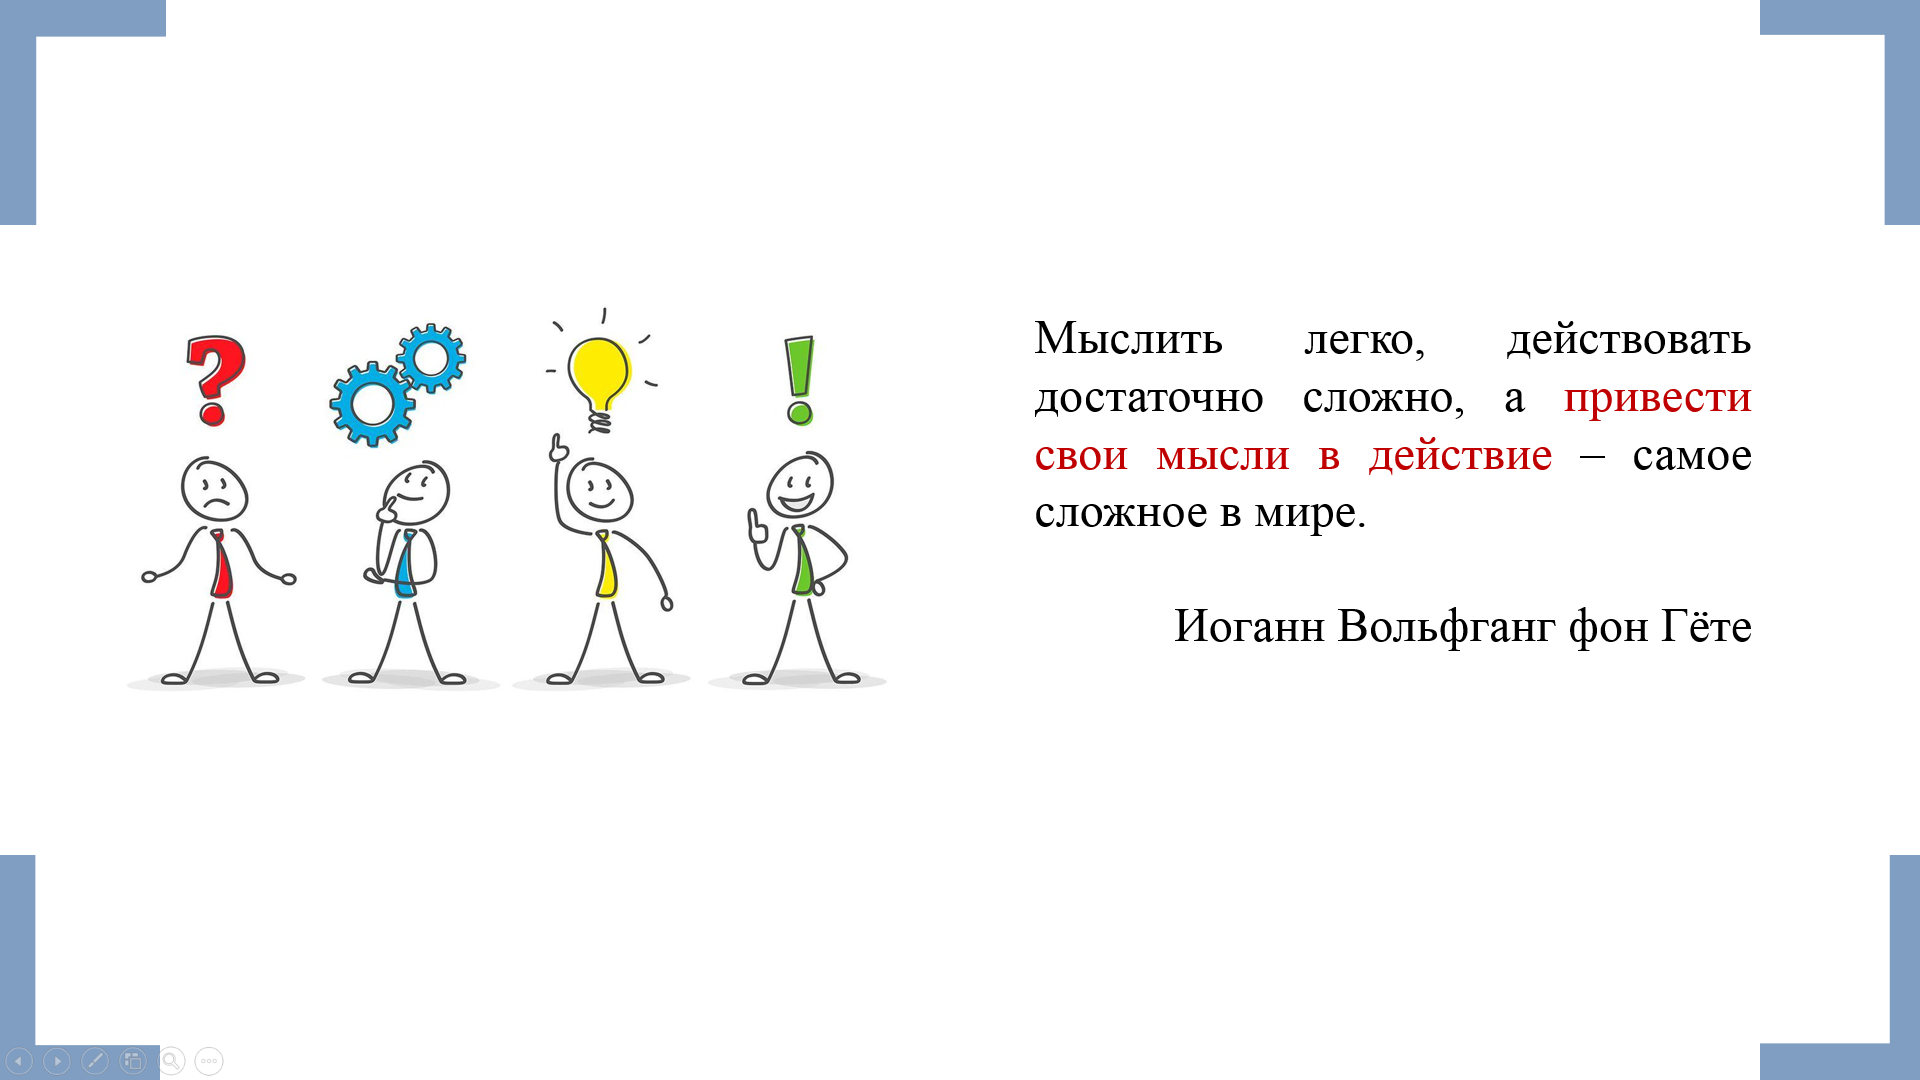 Мыслить легко, действовать
достаточно сложно, а привести
свои мысли в действие – самое
сложное в мире.
Иоганн Вольфганг фон Гёте